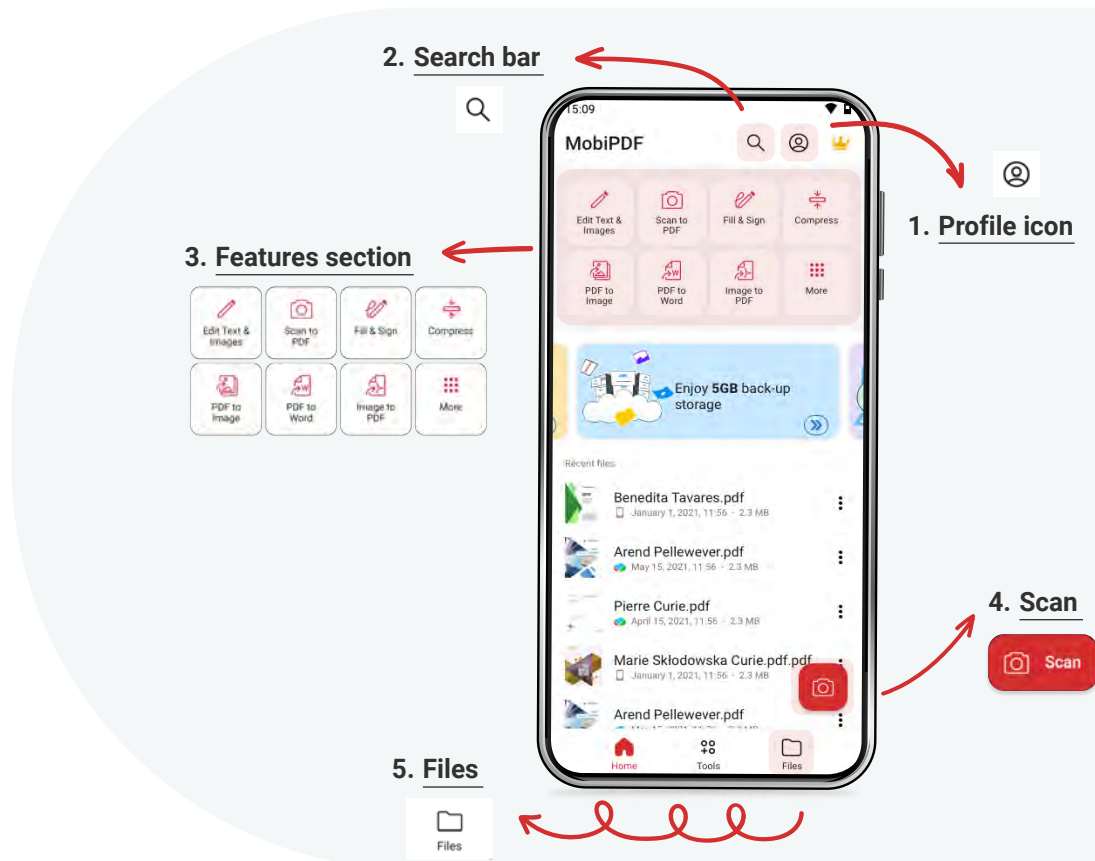 2. Search bar
15:09
MobiPDF
1. Profile icon
Edit Text &
Images
Scan to
PDF
Fill & Sign
Compress
PDF to
Image
PDF to
Word
Image to
PDF
More
3. Features section
Edit Text &
Images
Scan to
PDF
Fill & Sign
Compress
PDF to
Image
PDF to
Word
Image to
PDF
More
Enjoy 5GB back-up
storage
Recent files
Benedita Tavares.pdf
January 1, 2021, 11:56 - 2.3 MB
Arend Pellewever.pdf
May 15, 2021, 11:56 - 2.3 MB
Pierre Curie.pdf
April 15, 2021, 11:56 - 2.3 MB
Marie Skłodowska Curie.pdf.pdf
January 1, 2021, 11:56 - 2.3 MB
Arend Pellewever.pdf
4. Scan
Scan
Home
Tools
Files
5. Files
Files